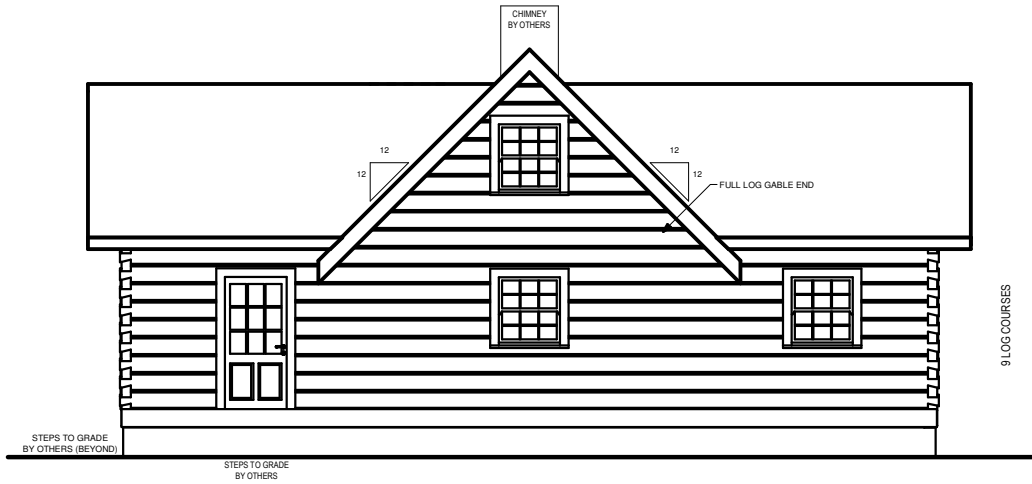 CHIMNEY
BY OTHERS
12
12
12
12
FULL LOG GABLE END
9 LOG COURSES
STEPS TO GRADE
BY OTHERS (BEYOND)
STEPS TO GRADE
BY OTHERS